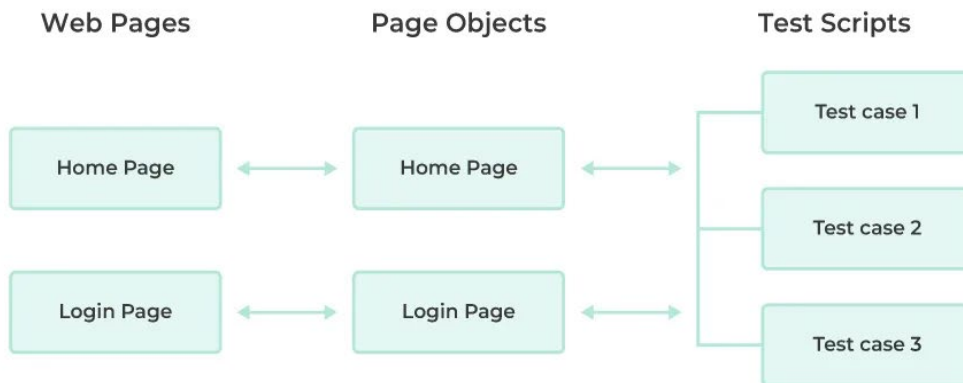 Web Pages
Page Objects
Test Scripts
Home Page
Home Page
Login Page
Login Page
Test case 1
Test case 2
Test case 3